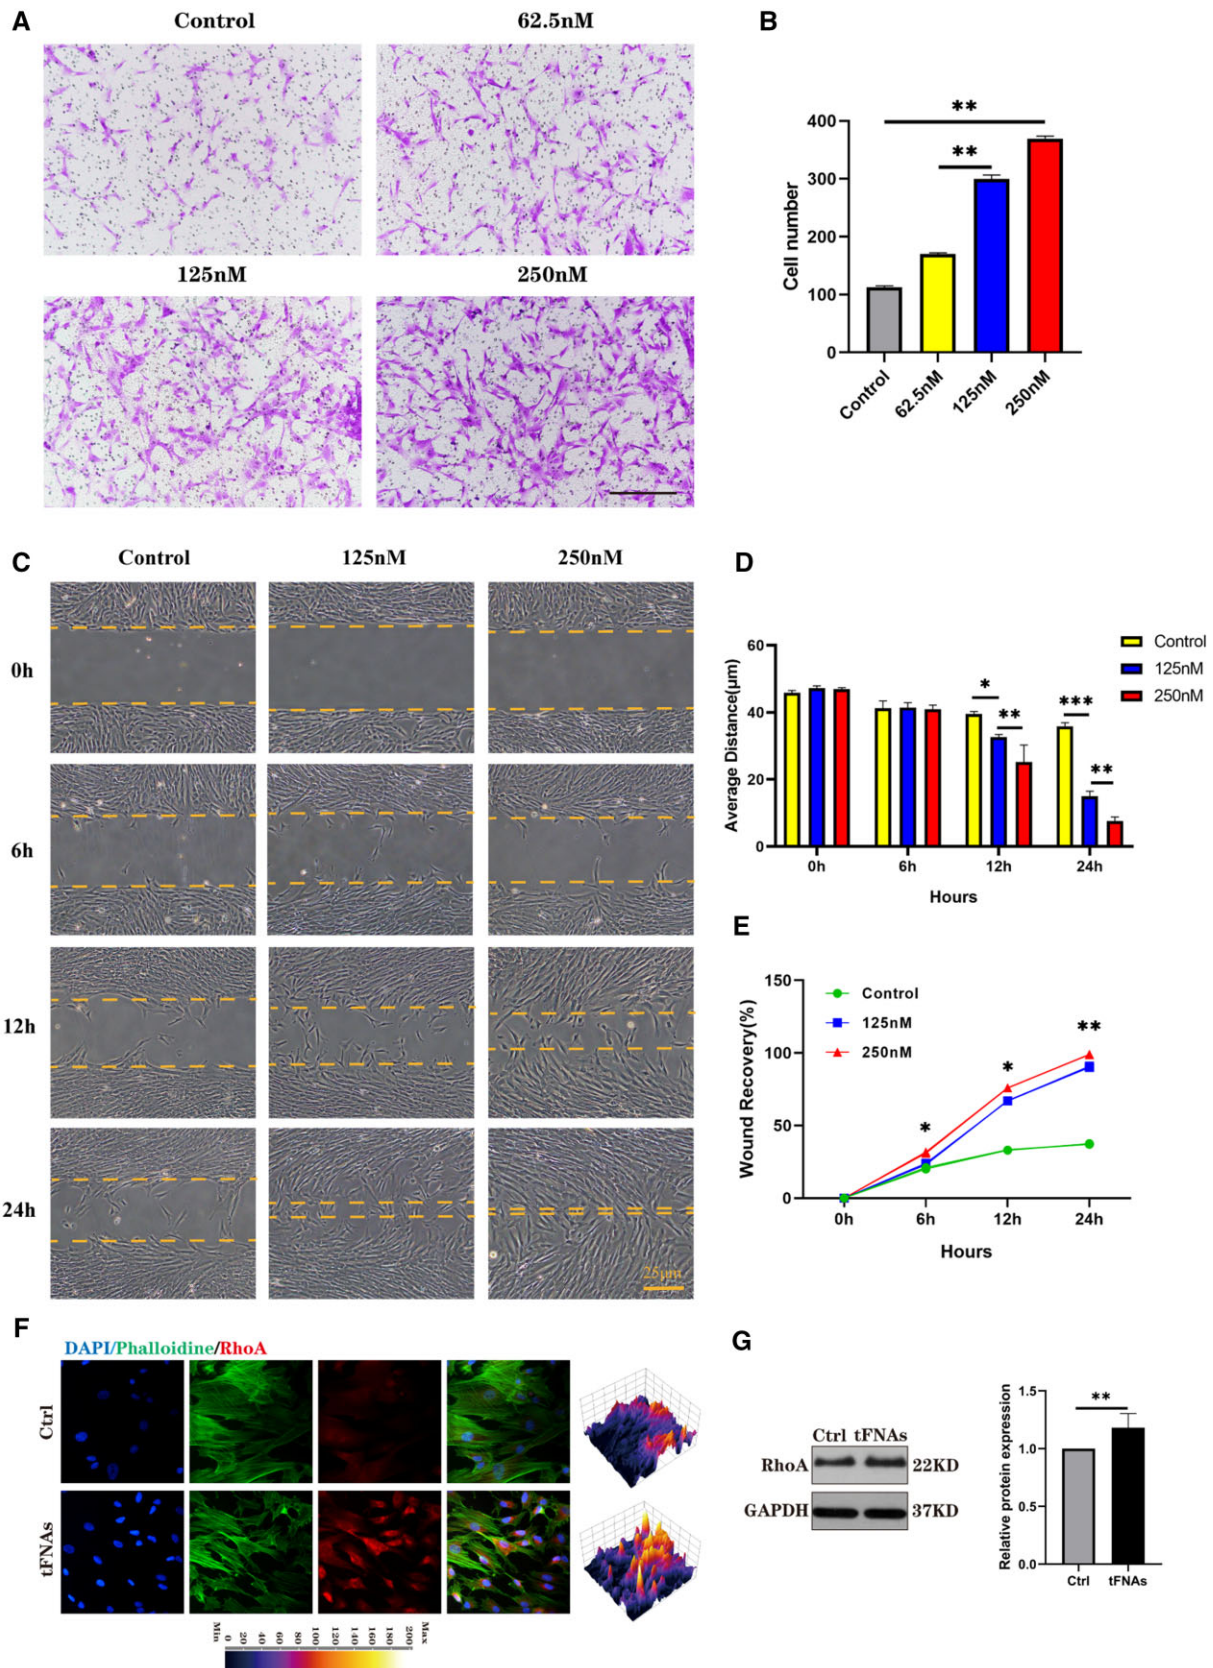 A
Control
62.5nM
125nM
250nM
B
**
**
400
300
200
100
0
Cell number
Control
62.5nM
125nM
250nM
C
Control
125nM
250nM
0h
6h
12h
24h
25μm
D
60
40
20
0
Average Distance(μm)
*
**
***
**
Control
125nM
250nM
0h
6h
12h
24h
Hours
E
150
100
50
0
Wound Recovery(%)
Control
125nM
250nM
*
*
**
0h
6h
12h
24h
Hours
F
DAPI/Phalloidine/RhoA
Ctrl
tFNAs
Min
0 20 40 60 80 100 120 140 160 180 200
Max
G
Ctrl tFNAs
RhoA
22KD
GAPDH
37KD
Relative protein expression
1.5
1.0
0.5
0.0
**
Ctrl
tFNAs